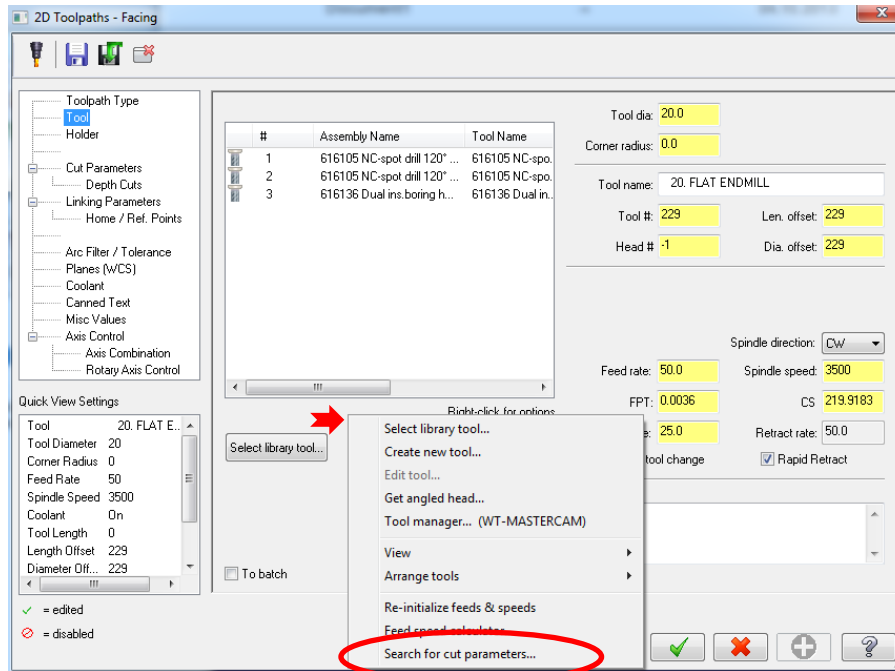 2D Toolpaths - Facing
Toolpath Type
Tool
Holder
Cut Parameters
Depth Cuts
Linking Parameters
Home / Ref. Points
Arc Filter / Tolerance
Planes (WCS)
Coolant
Canned Text
Misc Values
Axis Control
Axis Combination
Rotary Axis Control
Quick View Settings
Tool 20. FLAT E...
Tool Diameter 20
Corner Radius 0
Feed Rate 50
Spindle Speed 3500
Coolant On
Tool Length 0
Length Offset 229
Diameter Off... 229
= edited
= disabled
# Assembly Name Tool Name
1 616105 NC-spot drill 120° ... 616105 NC-spo.
2 616105 NC-spot drill 120° ... 616105 NC-spo.
3 616136 Dual ins.boring h... 616136 Dual in..
Right-click for options
Select library tool...
To batch
Tool dia: 20.0
Corner radius: 0.0
Tool name: 20. FLAT ENDMILL
Tool #: 229 Len. offset: 229
Head # -1 Dia. offset: 229
Spindle direction: CW
Feed rate: 50.0 Spindle speed: 3500
FPT: 0.0036 CS 219.9183
25.0 Retract rate: 50.0
tool change Rapid Retract
Select library tool...
Create new tool...
Edit tool...
Get angled head...
Tool manager... (WT-MASTERCAM)
View
Arrange tools
Re-initialize feeds & speeds
Feed speed calculator...
Search for cut parameters...